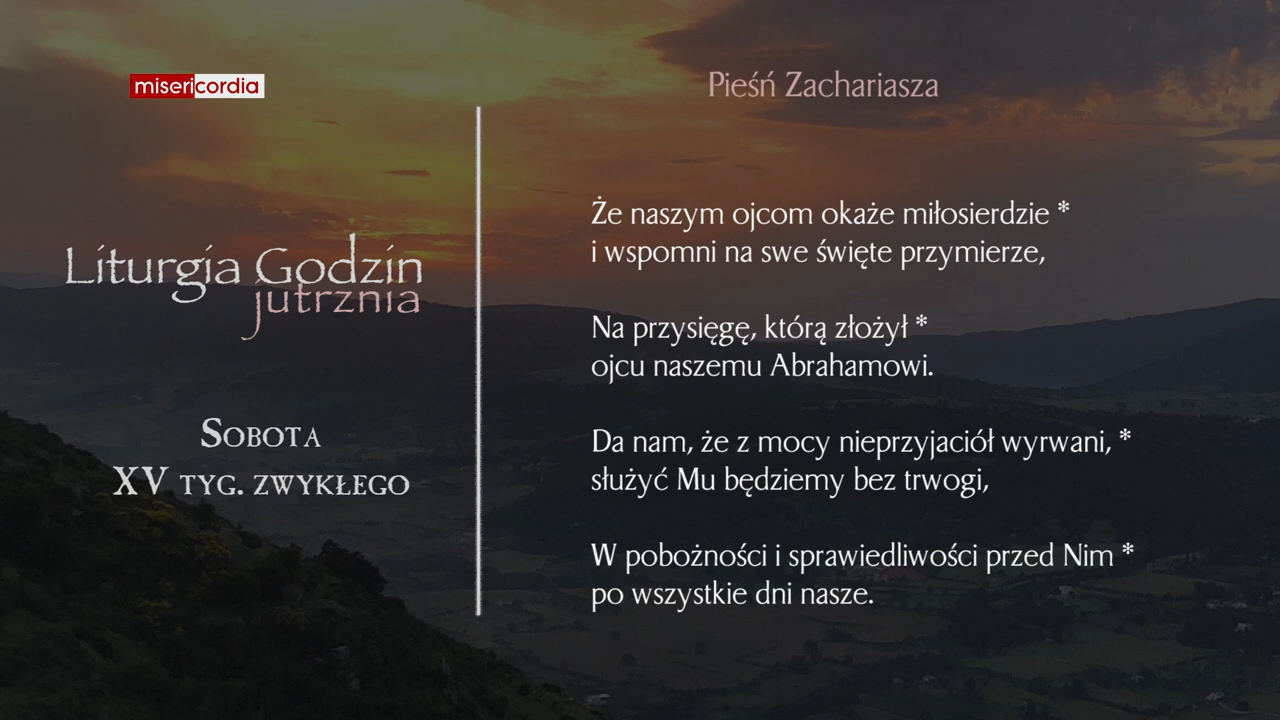 misericordia
Liturgia Godzin
jutrznia
Sobota
XV tyg. zwykłego
Pieśń Zachariasza
Że naszym ojcom okaże miłosierdzie *
i wspomni na swe święte przymierze,
Na przysięgę, którą złożył *
ojcu naszemu Abrahamowi.
Da nam, że z mocy nieprzyjaciół wyrwani, *
służyć Mu będziemy bez trwogi,
W pobożności i sprawiedliwości przed Nim *
po wszystkie dni nasze.